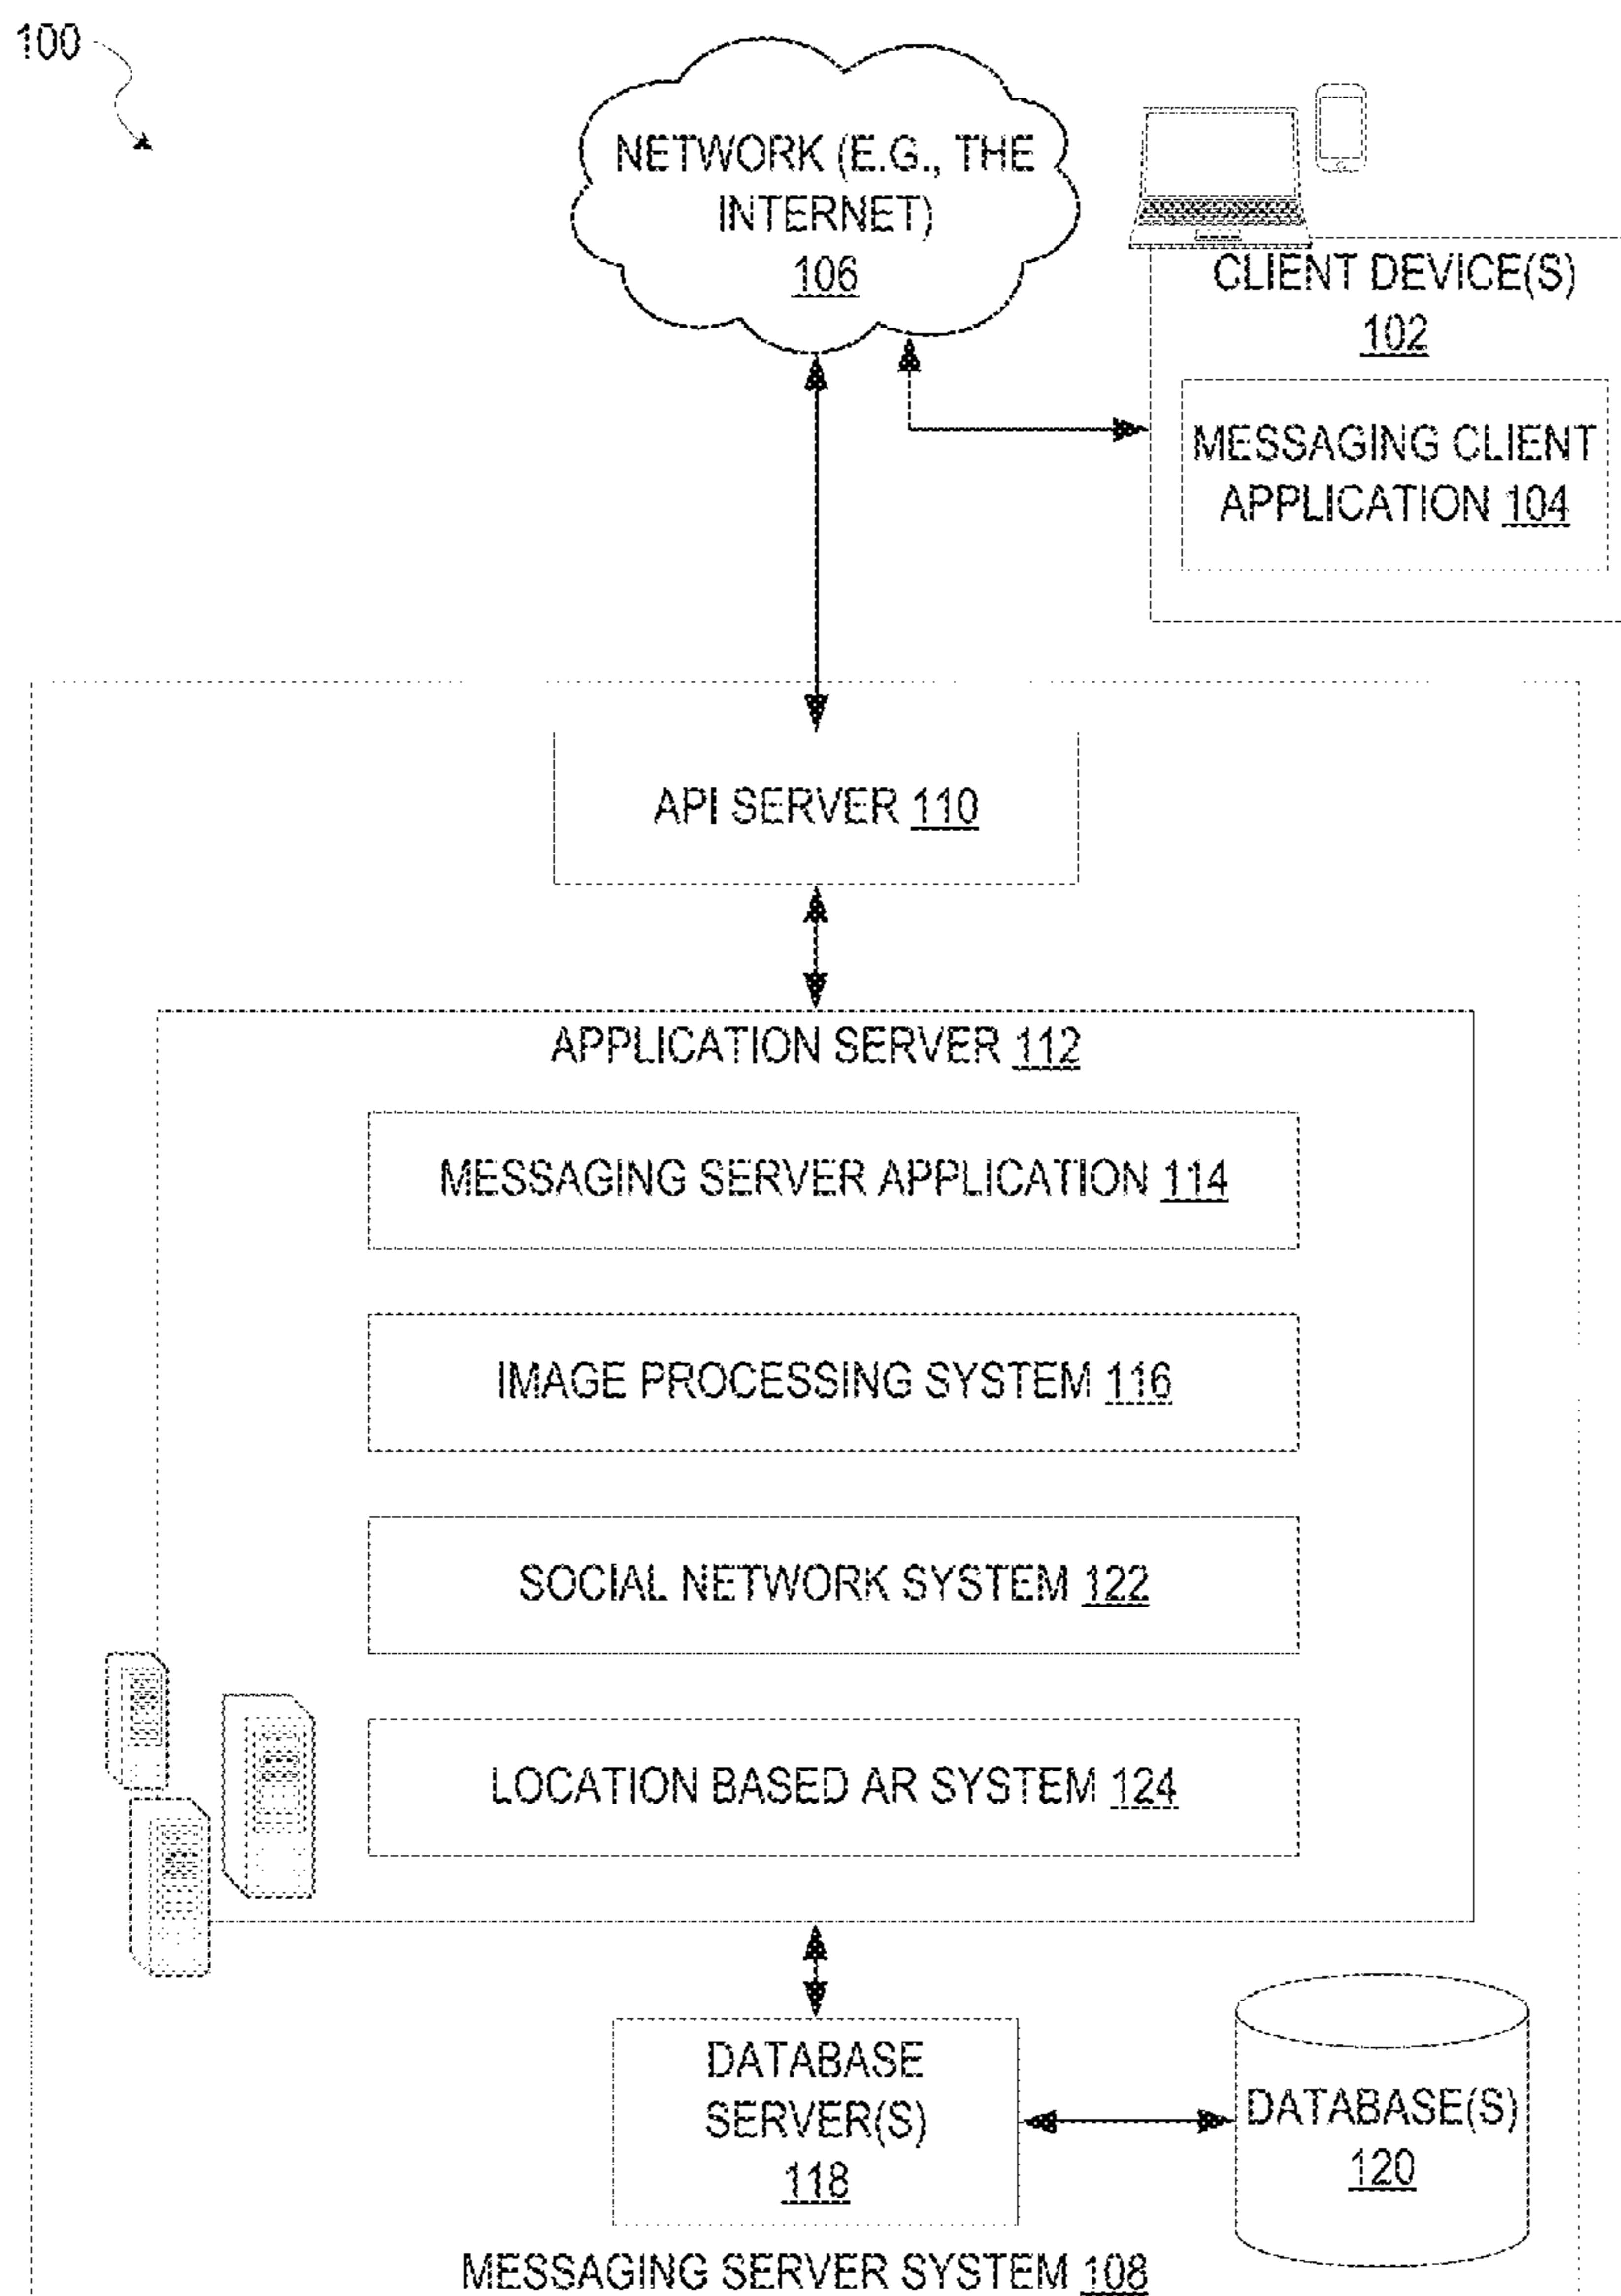 100
NETWORK (E.G., THE
INTERNET)
106
CLIENT DEVICE(S)
102
MESSAGING CLIENT
APPLICATION 104
API SERVER 110
APPLICATION SERVER 112
MESSAGING SERVER APPLICATION 114
IMAGE PROCESSING SYSTEM 116
SOCIAL NETWORK SYSTEM 122
LOCATION BASED AR SYSTEM 124
DATABASE
SERVER(S)
118
DATABASE(S)
120
MESSAGING SERVER SYSTEM 108